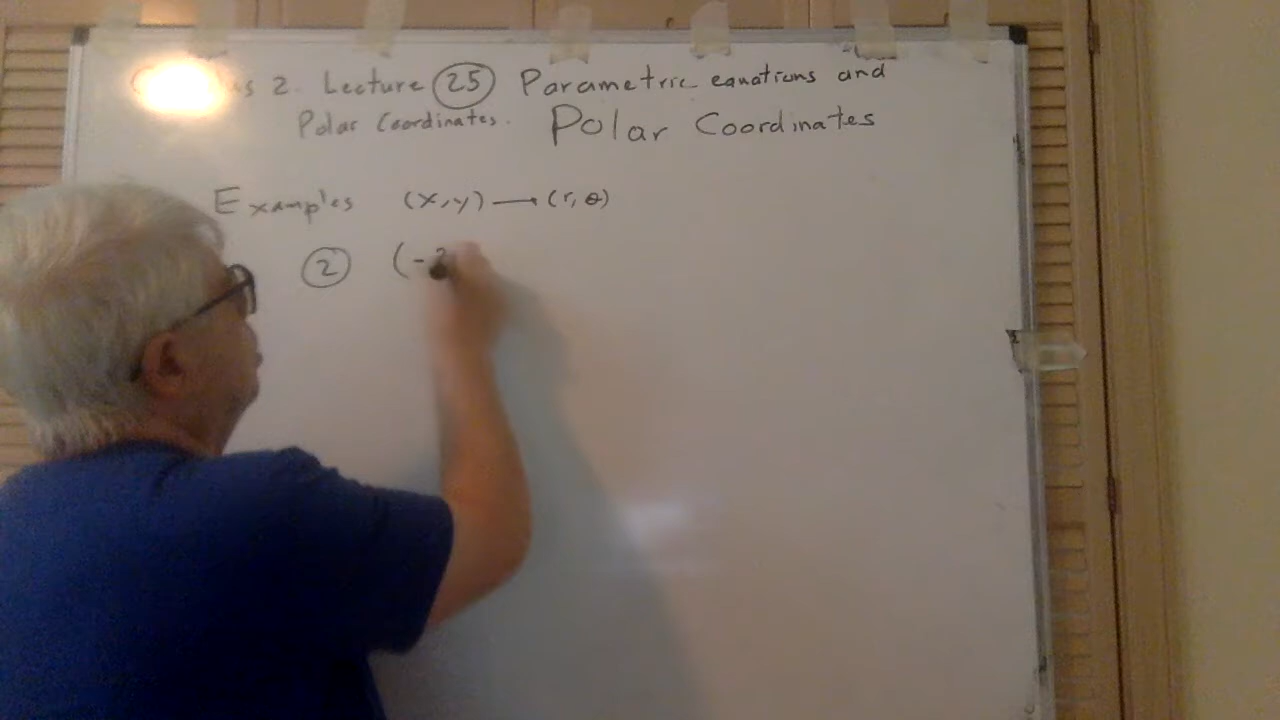 s 2. Lecture 25 Parametric equations and
Polar Coordinates. Polar Coordinates
Examples (x,y) → (r, θ)
2 (-